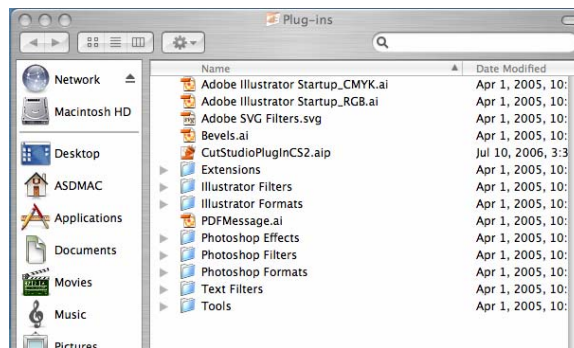 Plug-ins
Name Date Modified
Network
Macintosh HD
Desktop
ASDMAC
Applications
Documents
Movies
Music
Pictures
Adobe Illustrator Startup_CMYK.ai Apr 1, 2005, 10:
Adobe Illustrator Startup_RGB.ai Apr 1, 2005, 10:
Adobe SVG Filters.svg Apr 1, 2005, 10:
Bevels.ai Apr 1, 2005, 10:
CutStudioPlugInCS2.aip Jul 10, 2006, 3:3
Extensions Apr 1, 2005, 10:
Illustrator Filters Apr 1, 2005, 10:
Illustrator Formats Apr 1, 2005, 10:
PDFMessage.ai Apr 1, 2005, 10:
Photoshop Effects Apr 1, 2005, 10:
Photoshop Filters Apr 1, 2005, 10:
Photoshop Formats Apr 1, 2005, 10:
Text Filters Apr 1, 2005, 10:
Tools Apr 1, 2005, 10: